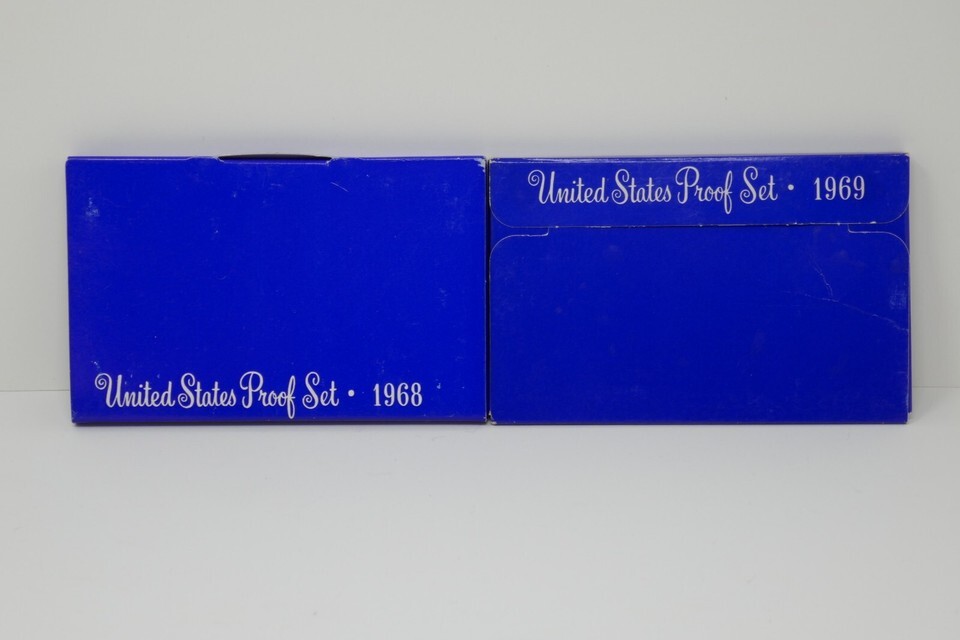 United States Proof Set • 1968
United States Proof Set • 1969